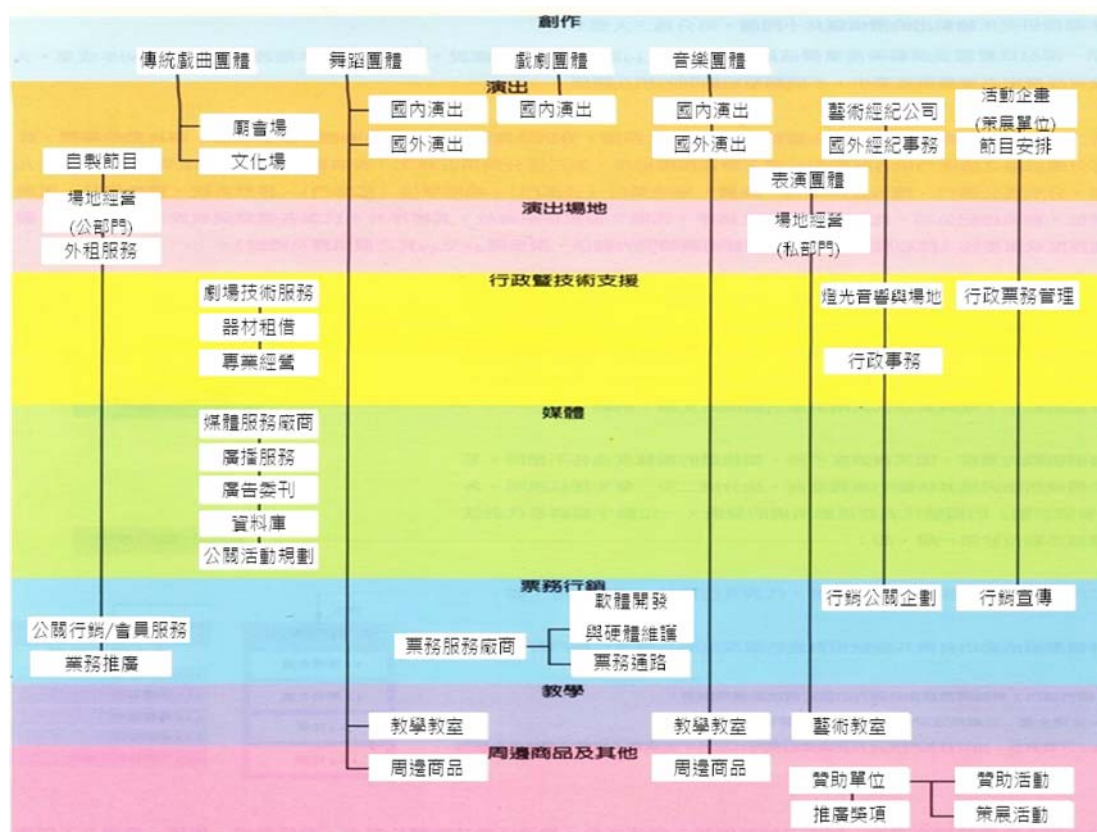 創作
傳統戲曲團體
舞蹈團體
戲劇團體
音樂團體
演出
國內演出
國內演出
國內演出
藝術經紀公司
活動企畫
(策展單位)
廟會場
國外演出
國外演出
國外經紀事務
節目安排
自製節目
文化場
表演團體
場地經營
(公部門)
演出場地
場地經營
(私部門)
外租服務
行政暨技術支援
劇場技術服務
燈光音響與場地
行政票務管理
器材租借
專業經營
行政事務
媒體
媒體服務廠商
廣播服務
廣告委刊
資料庫
公關活動規劃
票務行銷
軟體開發
與硬體維護
行銷公關企劃
行銷宣傳
公關行銷/會員服務
票務服務廠商
業務推廣
票務通路
教學
教學教室
教學教室
藝術教室
周邊商品及其他
周邊商品
周邊商品
贊助單位
贊助活動
推廣獎項
策展活動